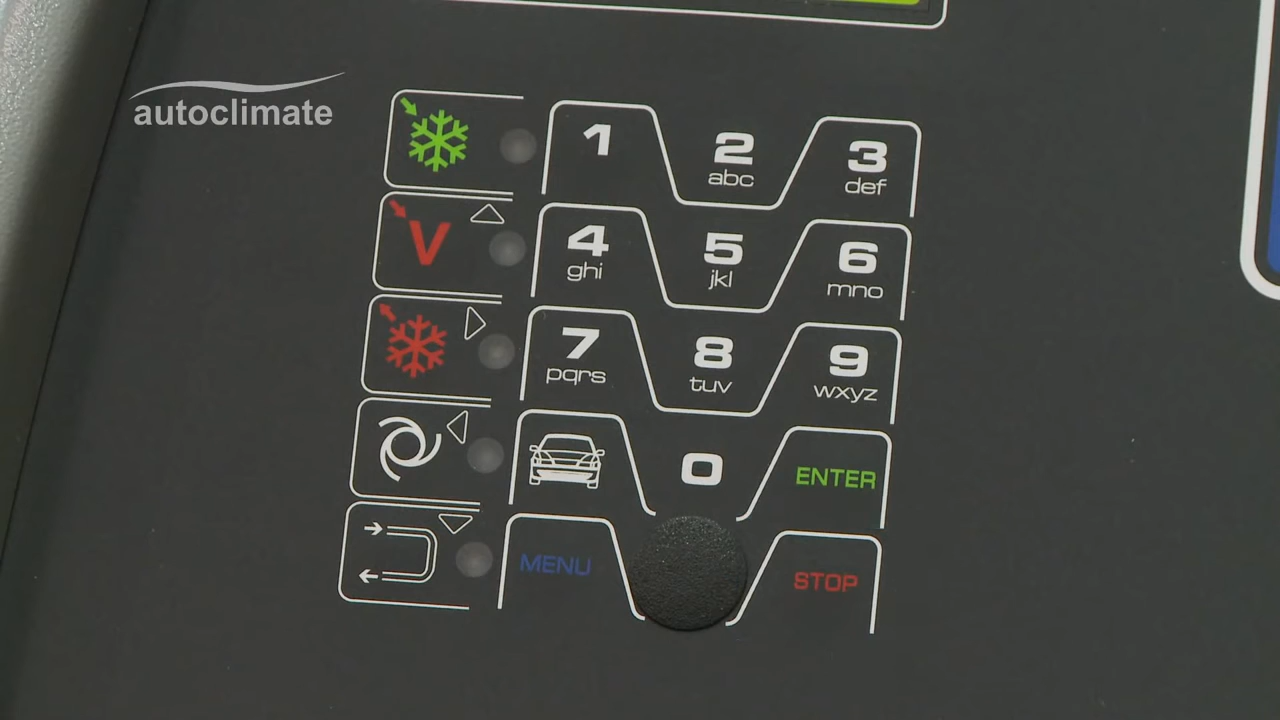 autoclimate
1
2
abc
3
def
V
4
ghi
5
jkl
6
mno
7
pqrs
8
tuv
9
wxyz
0
ENTER
MENU
STOP